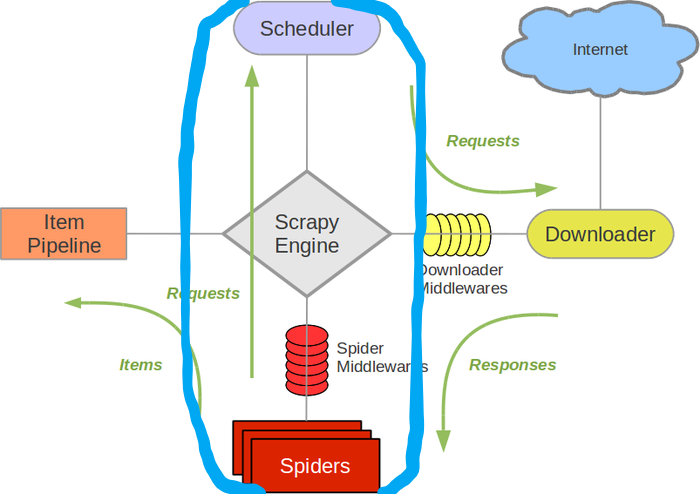 Scheduler
Internet
Requests
Item
Pipeline
Scrapy
Engine
Downloader
Downloader
Middlewares
Requests
Spider
Middlewares
Items
Responses
Spiders